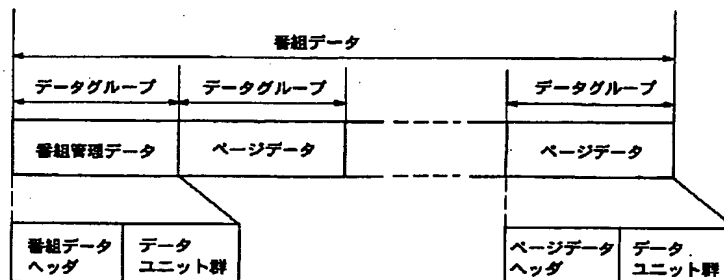 番組データ
データグループ データグループ データグループ
番組管理データ ページデータ ページデータ
番組データ データ ページデータ データ
ヘッダ ユニット群 ヘッダ ユニット群